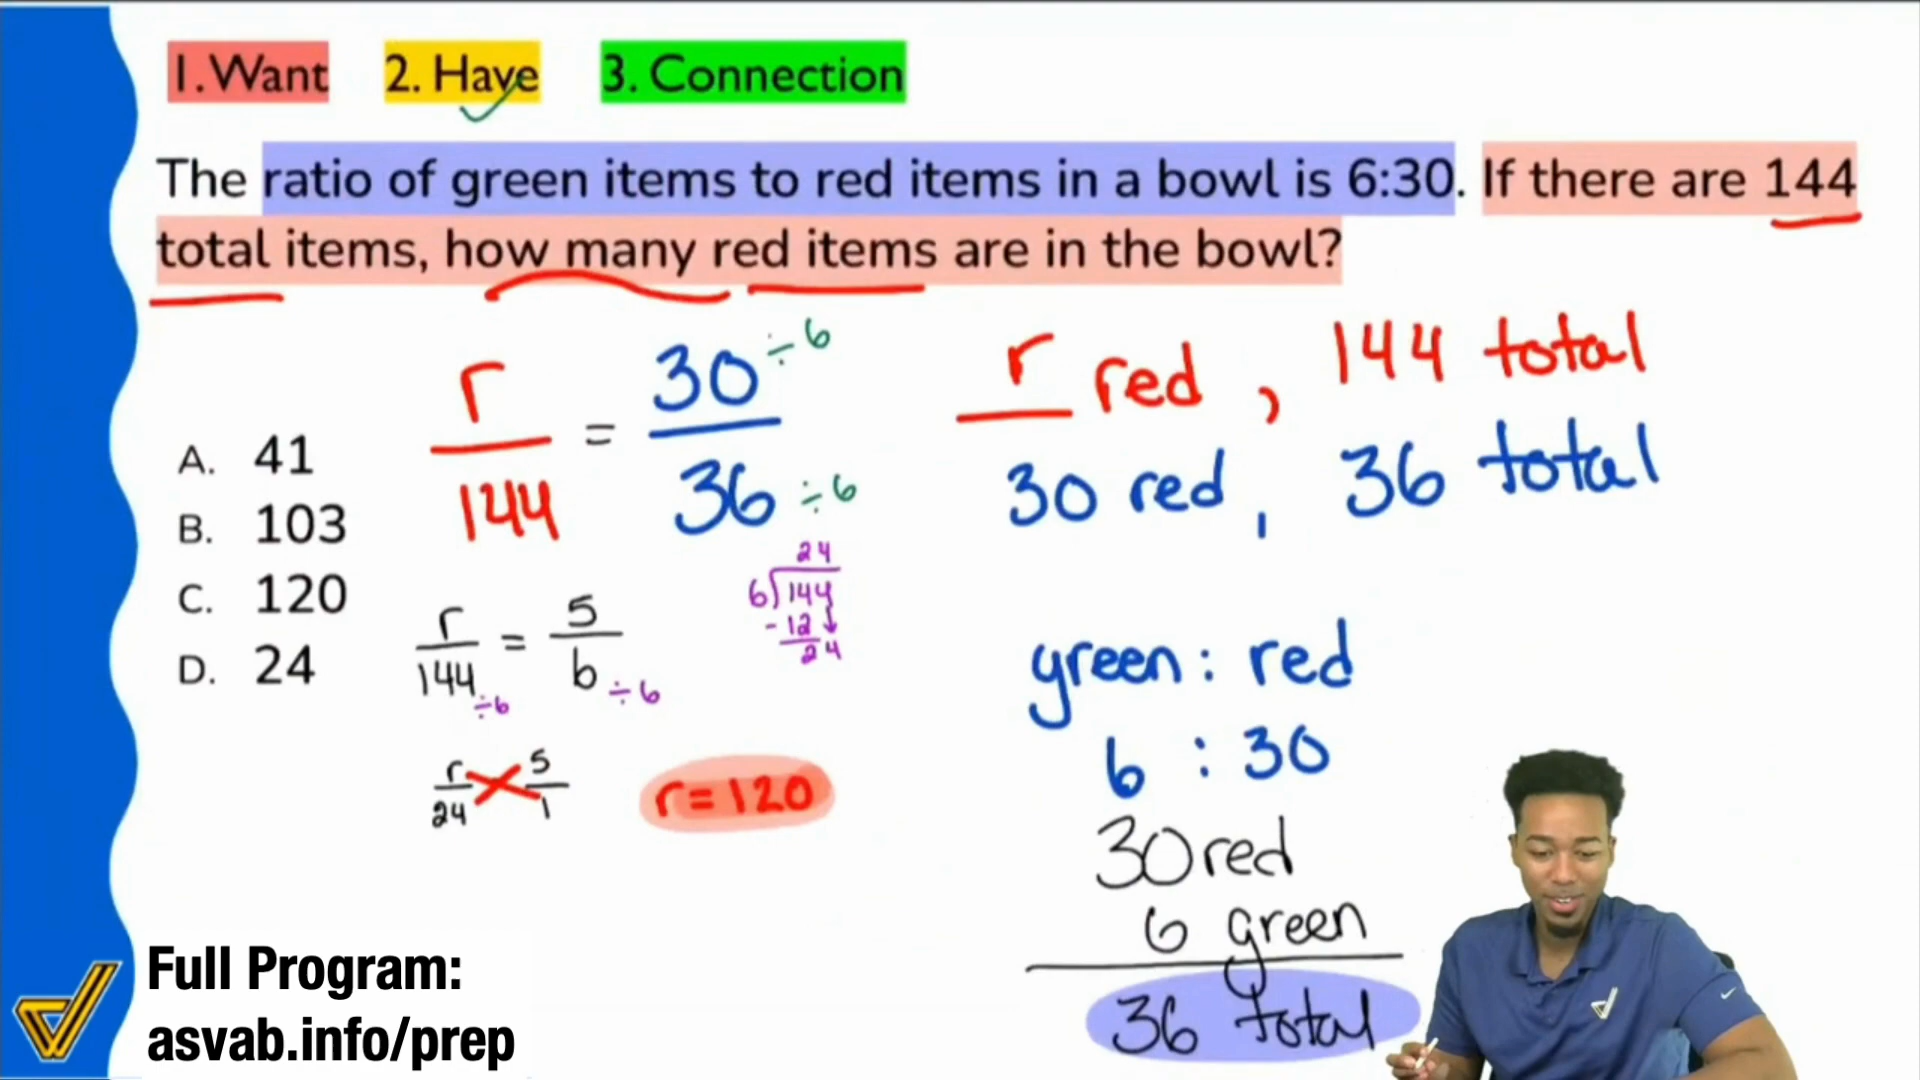 1. Want 2. Have 3. Connection
The ratio of green items to red items in a bowl is 6:30. If there are 144
total items, how many red items are in the bowl?
A. 41
B. 103
C. 120
D. 24
r/144 = 30 ÷6 / 36 ÷6
r red, 144 total
30 red, 36 total
24
6)144
-12
24
r/144 ÷6 = 5/6 ÷6
r/24 5/1
r=120
green: red
6 : 30
30 red
6 green
36 total
Full Program:
asvab.info/prep